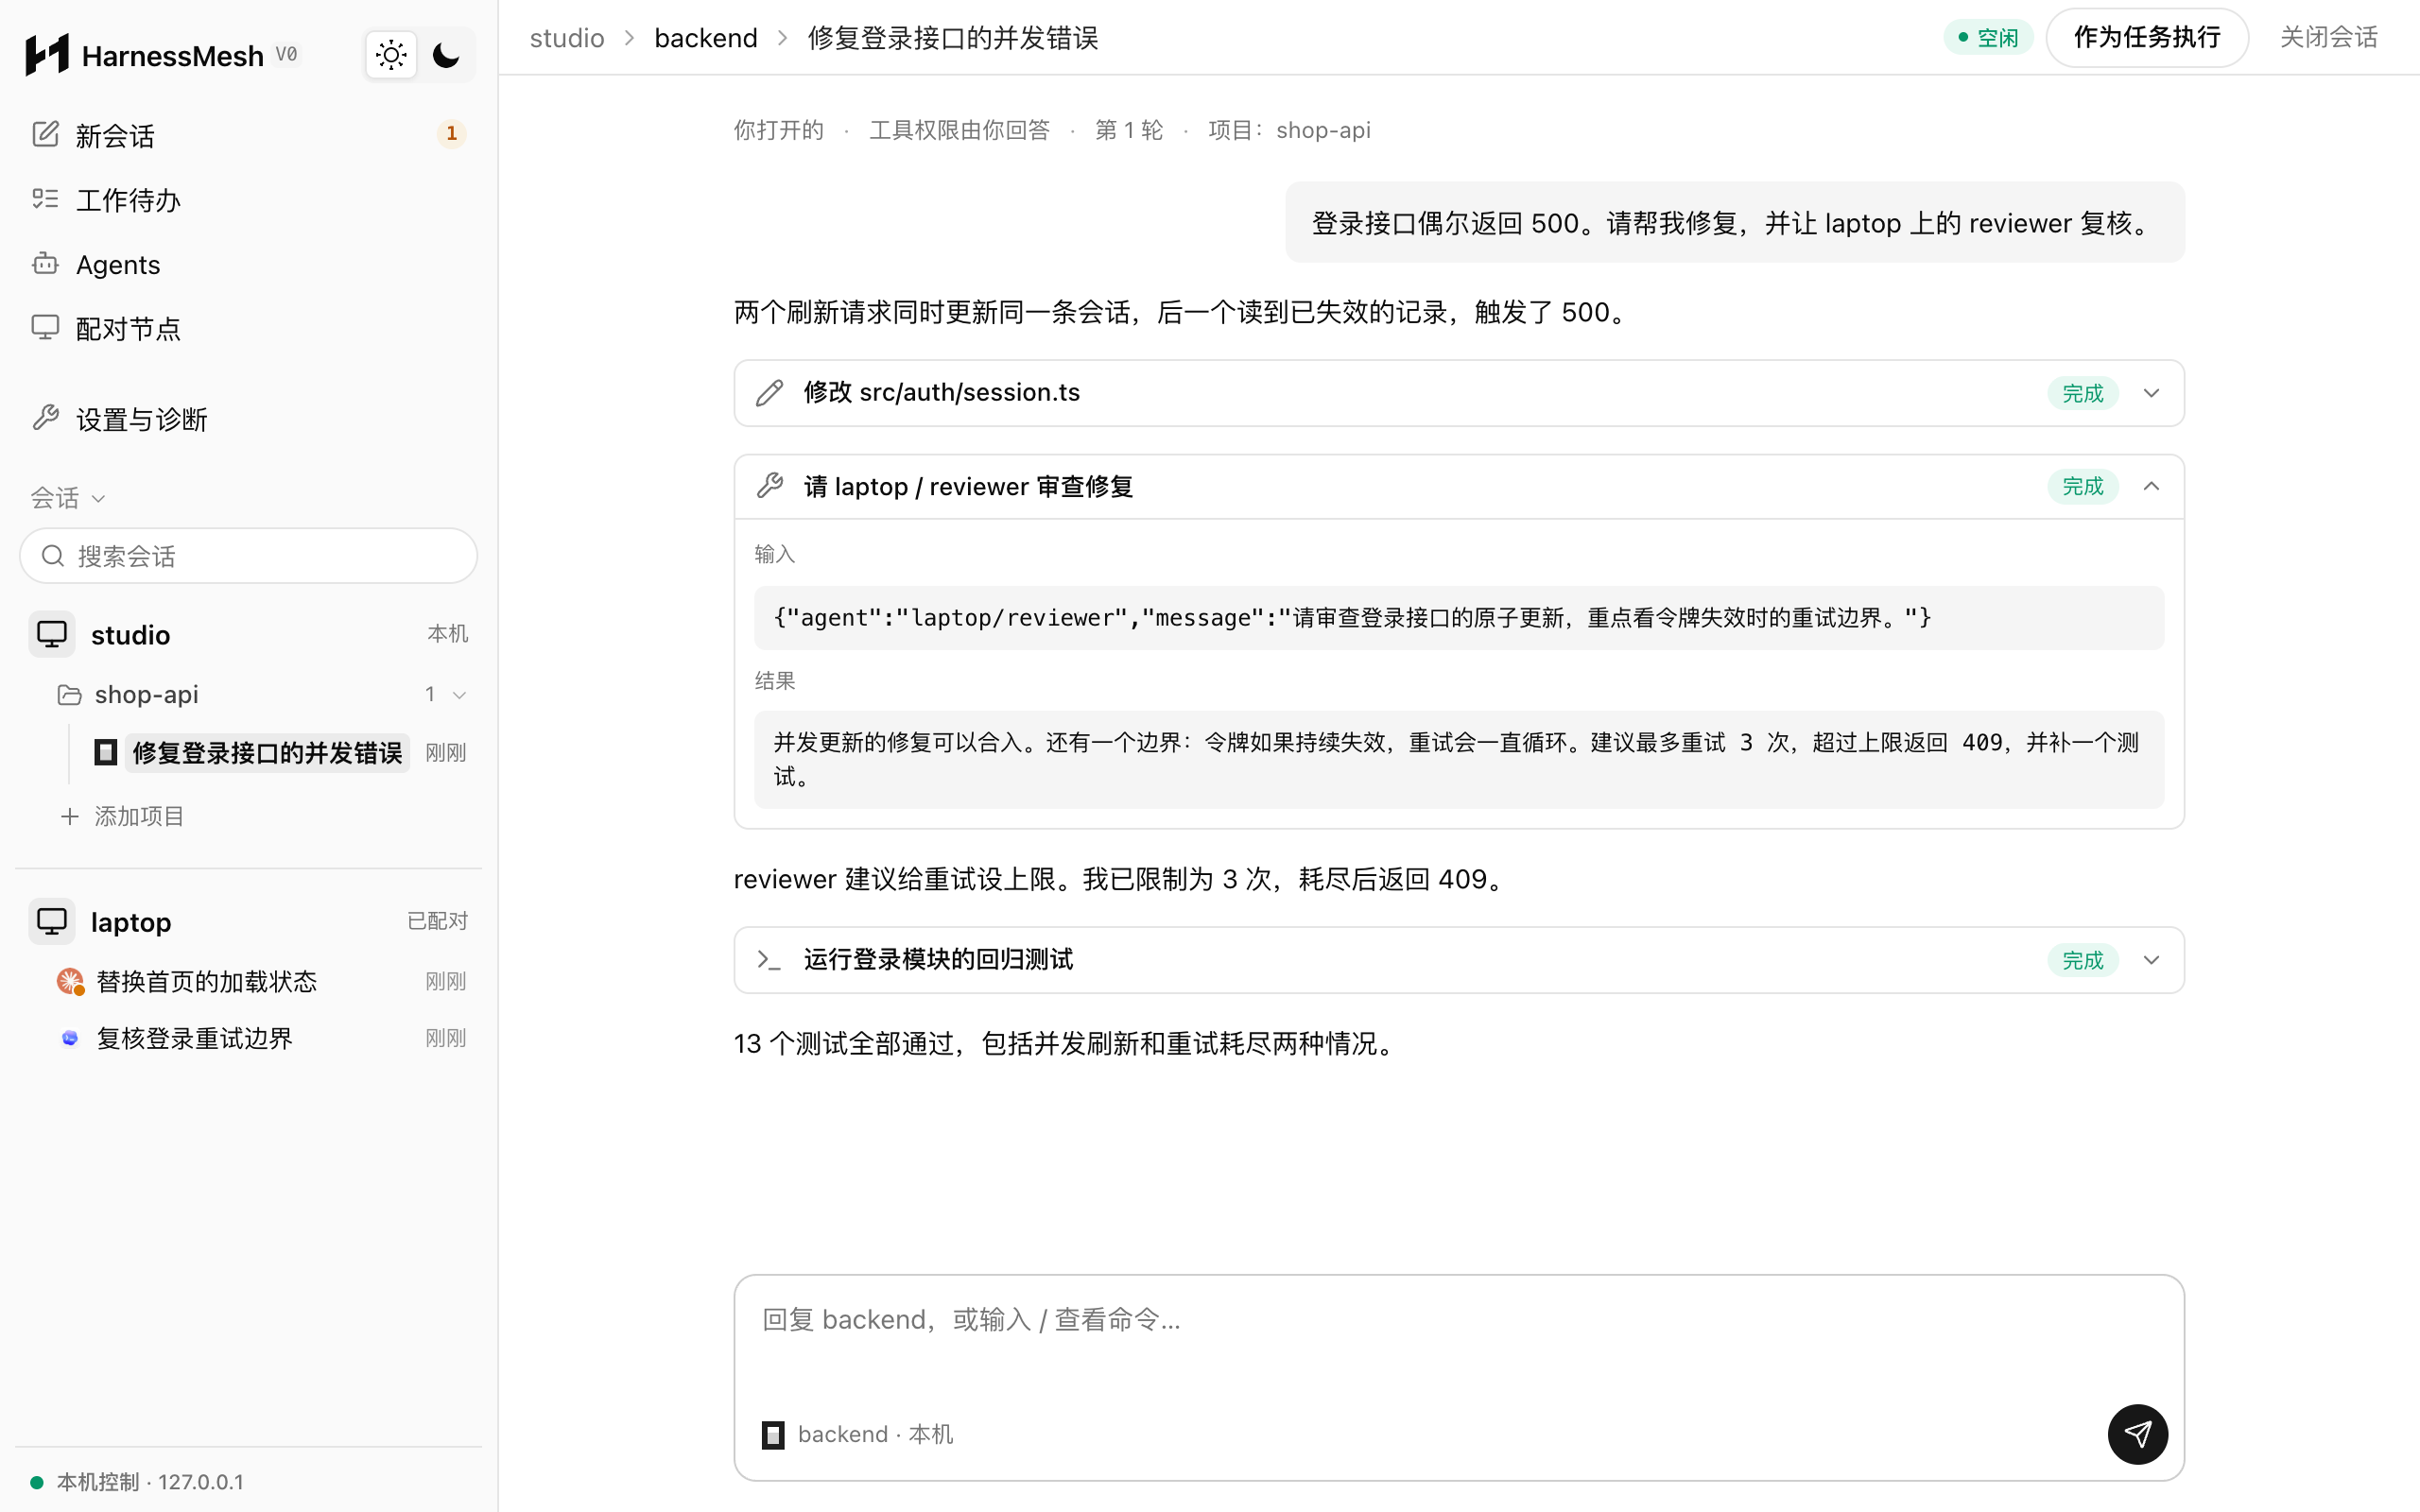 HarnessMesh V0
新会话 1
工作待办
Agents
配对节点
设置与诊断
会话
搜索会话
studio 本机
shop-api 1
修复登录接口的并发错误 刚刚
添加项目
laptop 已配对
替换首页的加载状态 刚刚
复核登录重试边界 刚刚
本机控制 · 127.0.0.1
studio > backend > 修复登录接口的并发错误
空闲
作为任务执行
关闭会话
你打开的 · 工具权限由你回答 · 第 1 轮 · 项目：shop-api
登录接口偶尔返回 500。请帮我修复，并让 laptop 上的 reviewer 复核。
两个刷新请求同时更新同一条会话，后一个读到已失效的记录，触发了 500。
修改 src/auth/session.ts 完成
请 laptop / reviewer 审查修复 完成
输入
{"agent":"laptop/reviewer","message":"请审查登录接口的原子更新，重点看令牌失效时的重试边界。"}
结果
并发更新的修复可以合入。还有一个边界：令牌如果持续失效，重试会一直循环。建议最多重试 3 次，超过上限返回 409，并补一个测
试。
reviewer 建议给重试设上限。我已限制为 3 次，耗尽后返回 409。
运行登录模块的回归测试 完成
13 个测试全部通过，包括并发刷新和重试耗尽两种情况。
回复 backend，或输入 / 查看命令...
backend · 本机